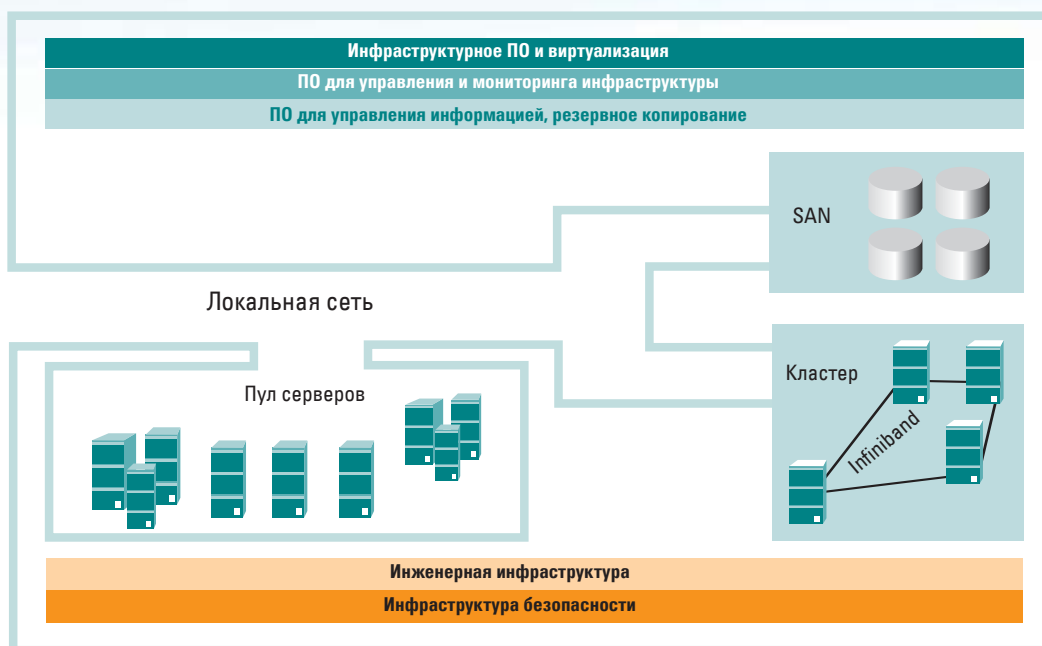 Инфраструктурное ПО и виртуализация
ПО для управления и мониторинга инфраструктуры
ПО для управления информацией, резервное копирование
SAN
Локальная сеть
Кластер
Пул серверов
Infiniband
Инженерная инфраструктура
Инфраструктура безопасности